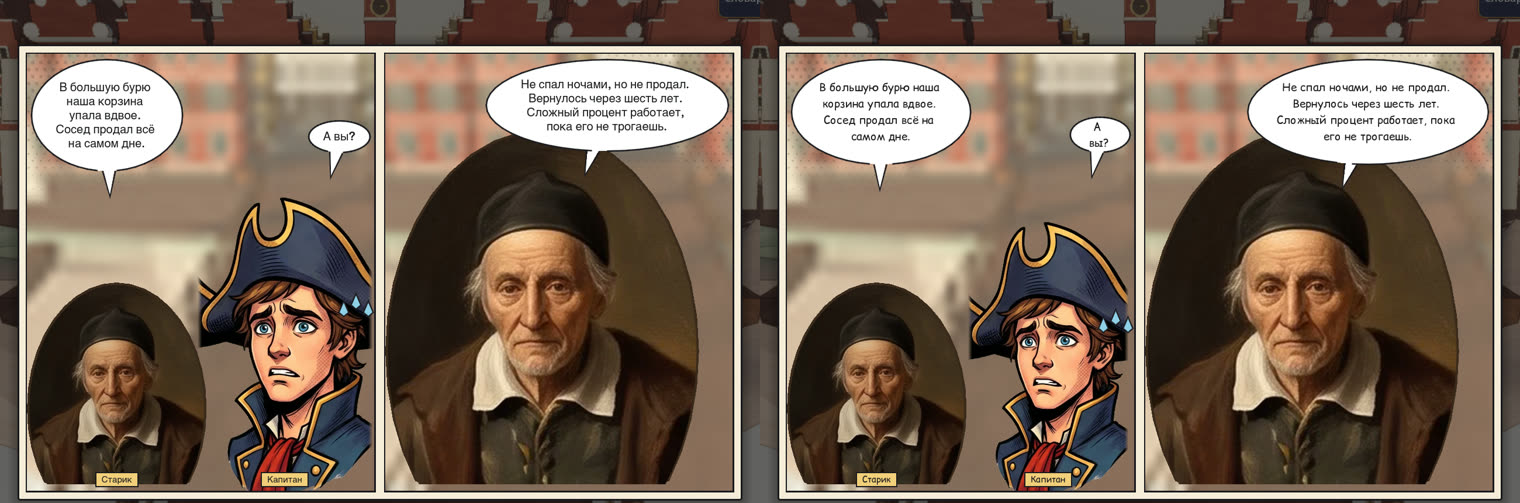 В большую бурю
наша корзина
упала вдвое.
Сосед продал всё
на самом дне.
А вы?
Не спал ночами, но не продал.
Вернулось через шесть лет.
Сложный процент работает,
пока его не трогаешь.
Старик
Капитан
В большую бурю наша
корзина упала вдвое.
Сосед продал всё на
самом дне.
А
вы?
Не спал ночами, но не продал.
Вернулось через шесть лет.
Сложный процент работает, пока
его не трогаешь.
Старик
Капитан